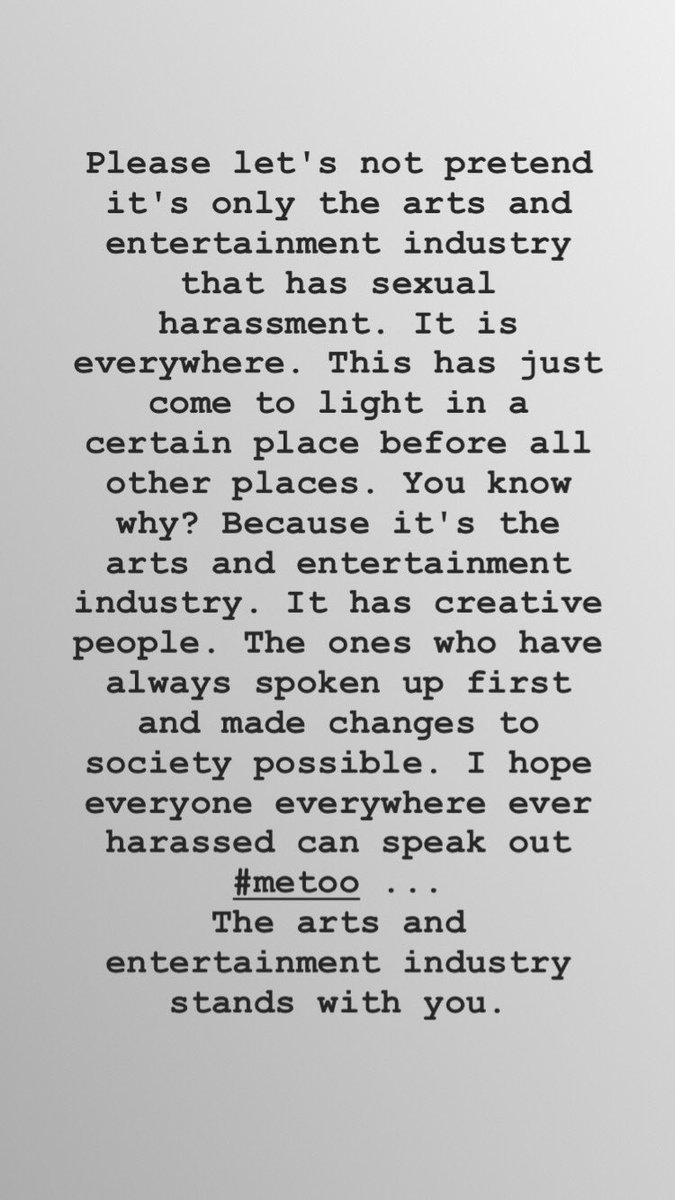 Please let's not pretend
it's only the arts and
entertainment industry
that has sexual
harassment. It is
everywhere. This has just
come to light in a
certain place before all
other places. You know
why? Because it's the
arts and entertainment
industry. It has creative
people. The ones who have
always spoken up first
and made changes to
society possible. I hope
everyone everywhere ever
harassed can speak out
#metoo ...
The arts and
entertainment industry
stands with you.